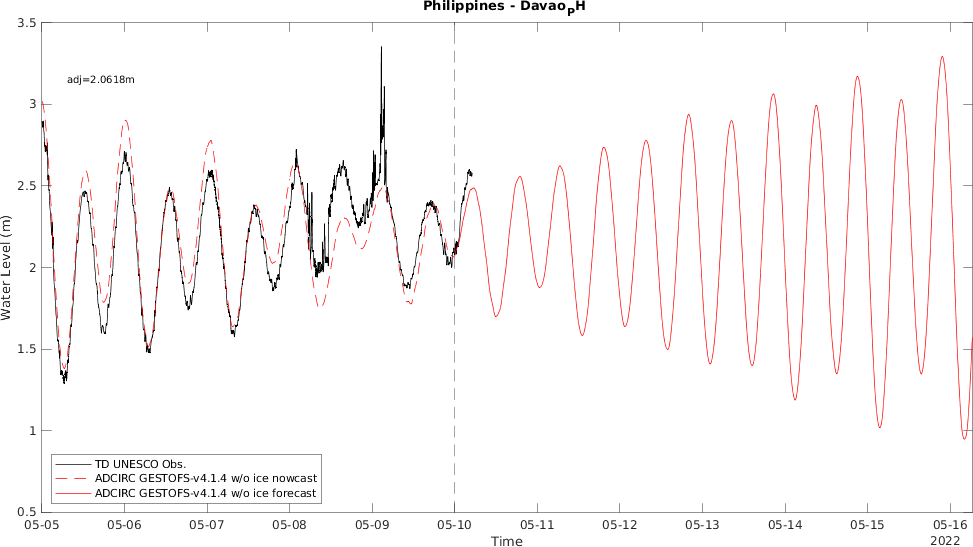 Philippines - DavaoPH
3.5
3
2.5
2
1.5
1
0.5
Water Level (m)
adj=2.0618m
TD UNESCO Obs.
ADCIRC GESTOFS-v4.1.4 w/o ice nowcast
ADCIRC GESTOFS-v4.1.4 w/o ice forecast
05-05 05-06 05-07 05-08 05-09 05-10 05-11 05-12 05-13 05-14 05-15 05-16
Time
2022